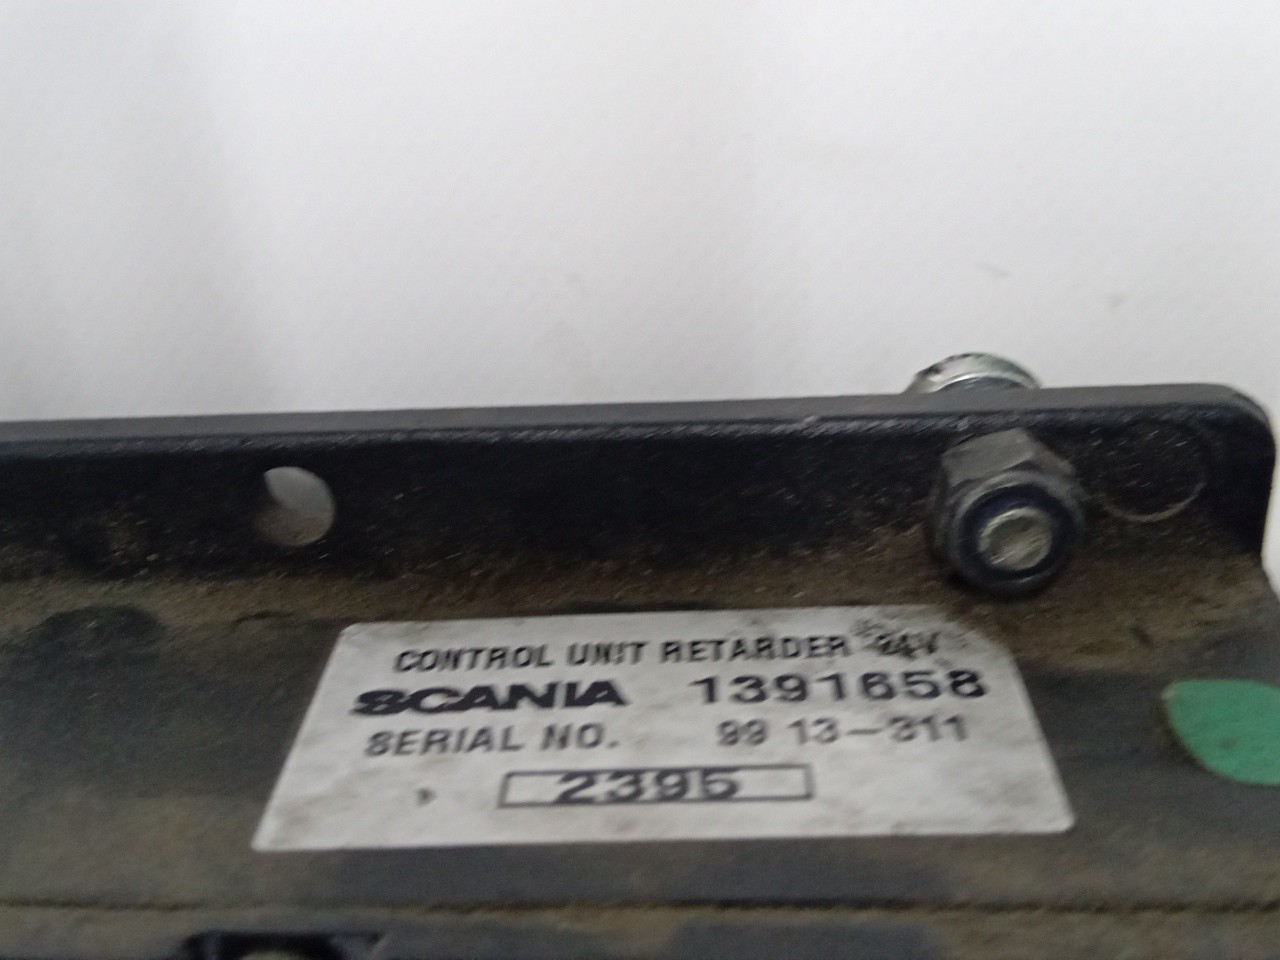 CONTROL UNIT RETARDER 24V
SCANIA 1391658
SERIAL NO. 99 13-311
2395